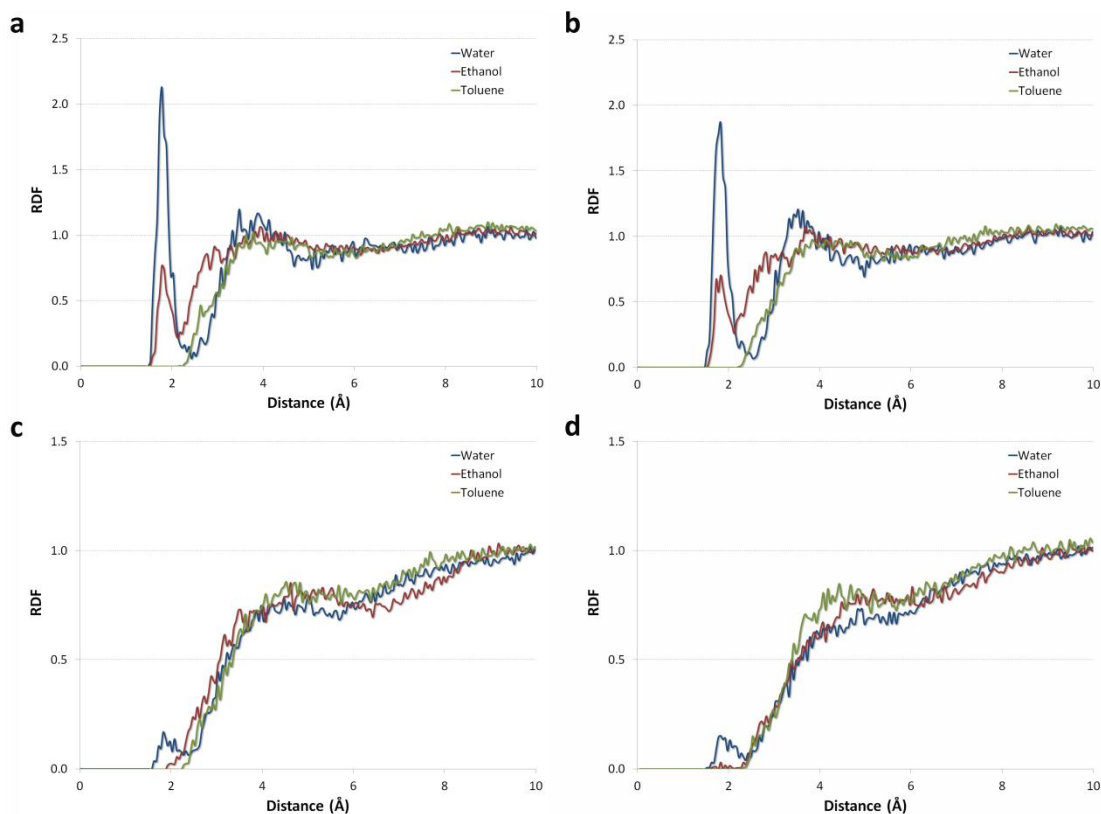 a
2.5
2.0
1.5
1.0
0.5
0.0
RDF
Water
Ethanol
Toluene
0 2 4 6 8 10
Distance (Å)
b
2.5
2.0
1.5
1.0
0.5
0.0
RDF
Water
Ethanol
Toluene
0 2 4 6 8 10
Distance (Å)
c
1.5
1.0
0.5
0.0
RDF
Water
Ethanol
Toluene
0 2 4 6 8 10
Distance (Å)
d
1.5
1.0
0.5
0.0
RDF
Water
Ethanol
Toluene
0 2 4 6 8 10
Distance (Å)